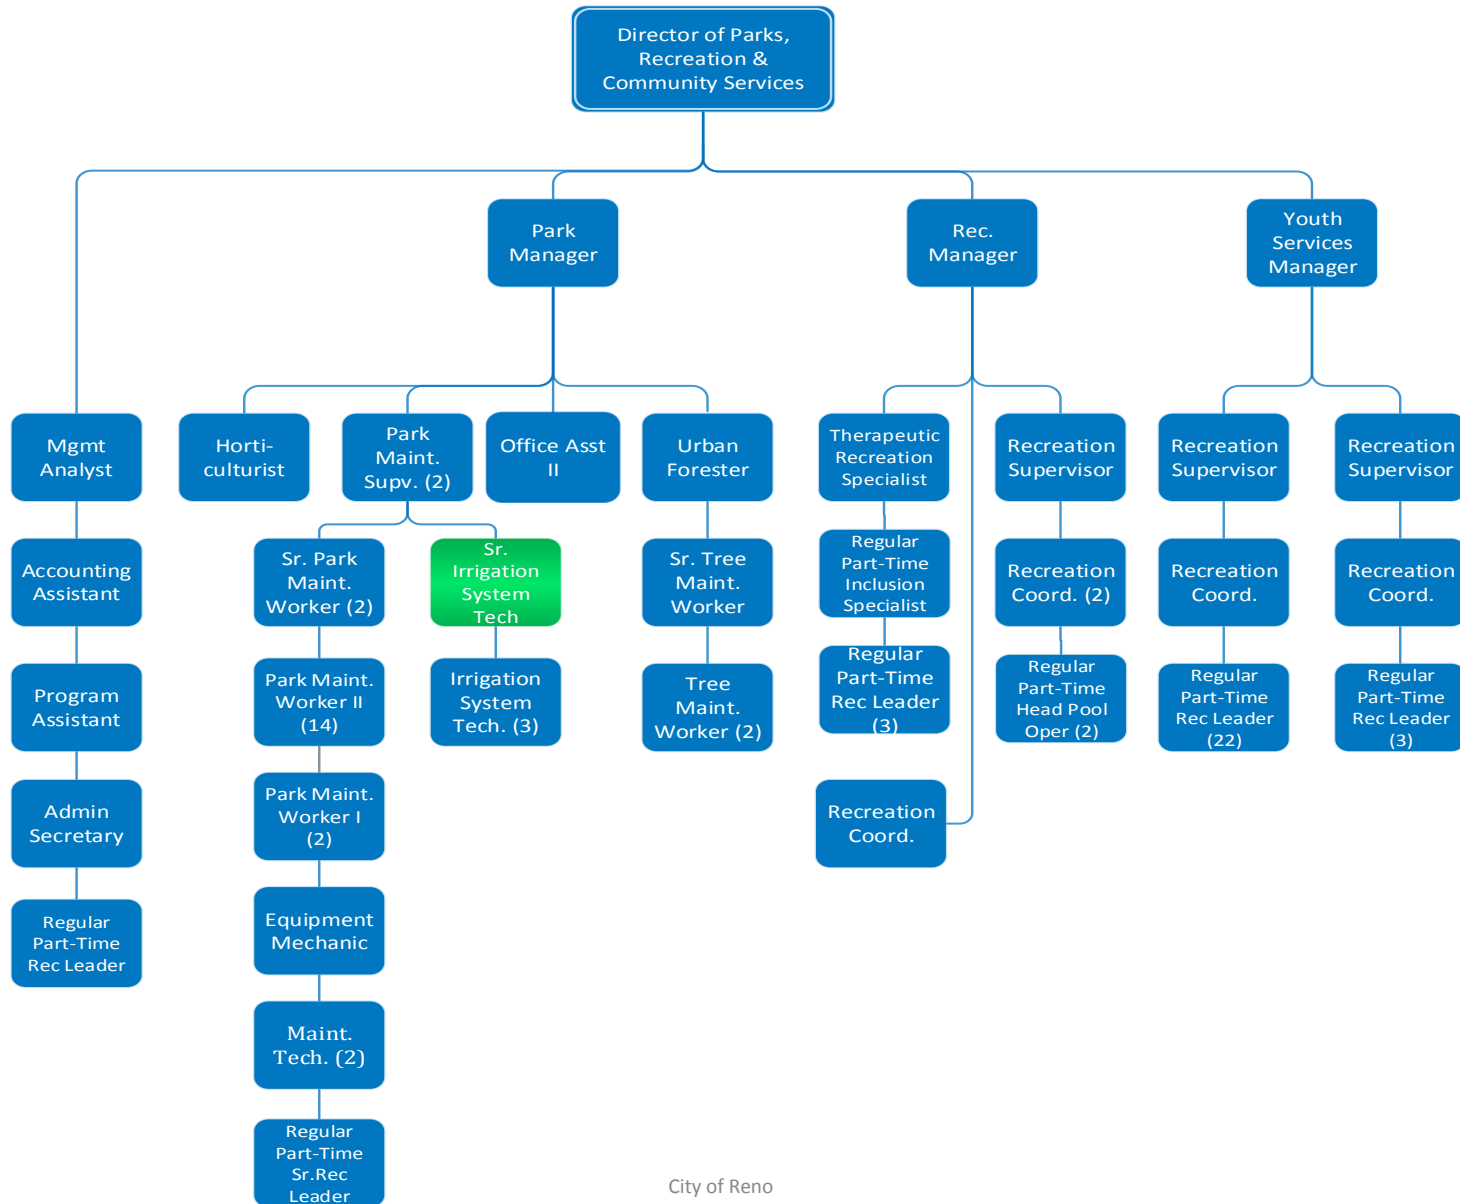 Director of Parks,
Recreation &
Community Services
Park
Manager
Rec.
Manager
Youth
Services
Manager
Mgmt
Analyst
Horti-
culturist
Park
Maint.
Supv. (2)
Office Asst
II
Urban
Forester
Therapeutic
Recreation
Specialist
Recreation
Supervisor
Recreation
Supervisor
Recreation
Supervisor
Accounting
Assistant
Sr. Park
Maint.
Worker (2)
Sr.
Irrigation
System
Tech
Sr. Tree
Maint.
Worker
Regular
Part-Time
Inclusion
Specialist
Recreation
Coord. (2)
Recreation
Coord.
Recreation
Coord.
Program
Assistant
Park Maint.
Worker II
(14)
Irrigation
System
Tech. (3)
Tree
Maint.
Worker (2)
Regular
Part-Time
Rec Leader
(3)
Regular
Part-Time
Head Pool
Oper (2)
Regular
Part-Time
Rec Leader
(22)
Regular
Part-Time
Rec Leader
(3)
Admin
Secretary
Park Maint.
Worker I
(2)
Recreation
Coord.
Regular
Part-Time
Rec Leader
Equipment
Mechanic
Maint.
Tech. (2)
Regular
Part-Time
Sr.Rec
Leader
City of Reno